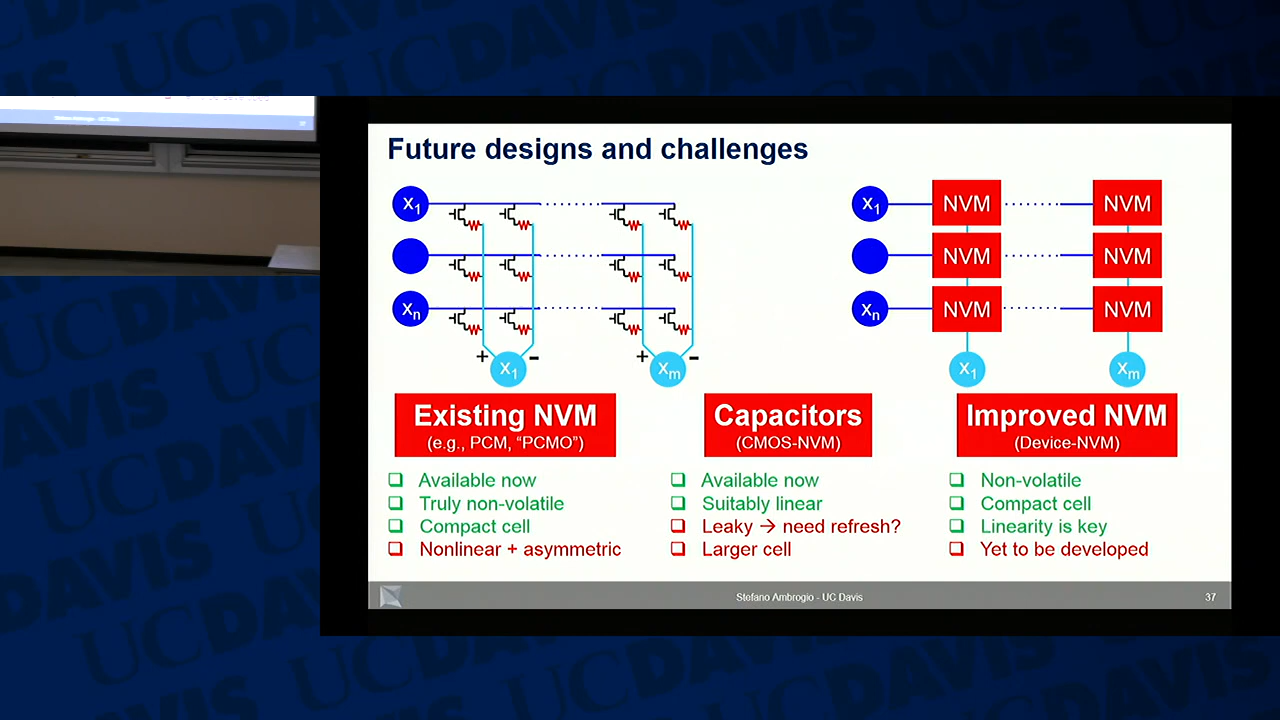 UC DAVIS
Future designs and challenges
x1
xn
+
-
x1
+
-
xm
x1
NVM
NVM
NVM
NVM
xn
NVM
NVM
x1
xm
Existing NVM
(e.g., PCM, “PCMO”)
❑ Available now
❑ Truly non-volatile
❑ Compact cell
❑ Nonlinear + asymmetric
Capacitors
(CMOS-NVM)
❑ Available now
❑ Suitably linear
❑ Leaky → need refresh?
❑ Larger cell
Improved NVM
(Device-NVM)
❑ Non-volatile
❑ Compact cell
❑ Linearity is key
❑ Yet to be developed
Stefano Ambrogio - UC Davis
37